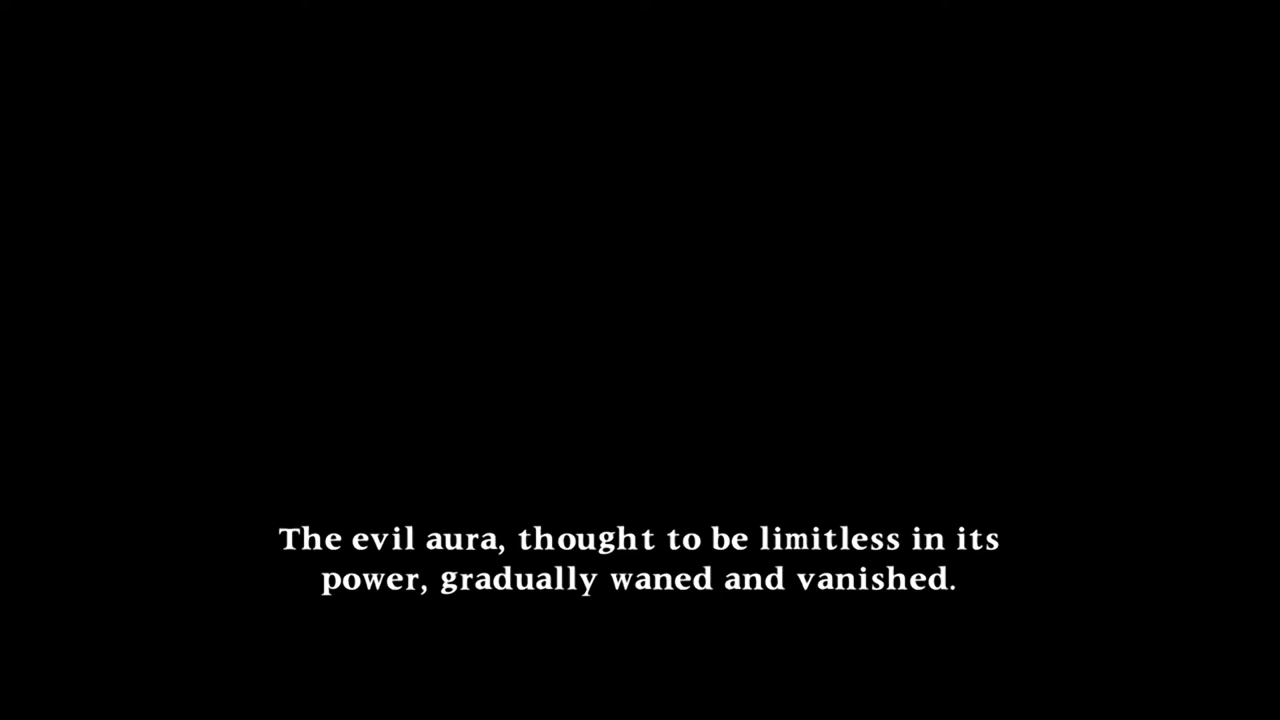 The evil aura, thought to be limitless in its
power, gradually waned and vanished.